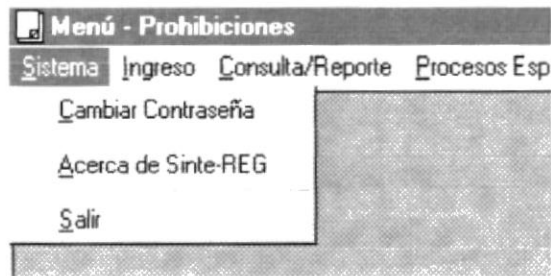 Menú - Prohibiciones
Sistema Ingreso Consulta/Reporte Procesos Esp
Cambiar Contraseña
Acerca de Sinte-REG
Salir